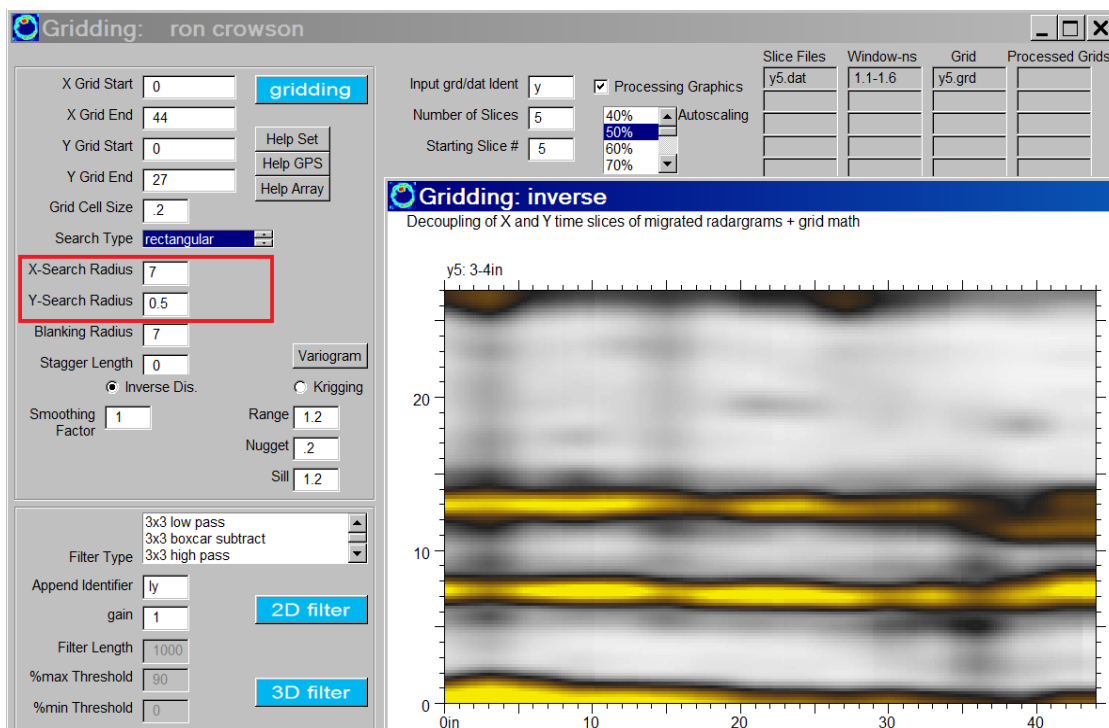 Gridding: ron crowson
X Grid Start 0
gridding
X Grid End 44
Y Grid Start 0
Help Set
Help GPS
Y Grid End 27
Help Array
Grid Cell Size .2
Search Type rectangular
X-Search Radius 7
Y-Search Radius 0.5
Blanking Radius 7
Stagger Length 0
Variogram
Inverse Dis.
Krigging
Smoothing Factor 1
Range 1.2
Nugget .2
Sill 1.2
Input grd/dat Ident y
Processing Graphics
Number of Slices 5
Starting Slice # 5
40%
50%
60%
70%
Autoscaling
Slice Files Window-ns Grid Processed Grids
y5.dat 1.1-1.6 y5.grd
3x3 low pass
3x3 boxcar subtract
3x3 high pass
Filter Type
Append Identifier ly
gain 1
2D filter
Filter Length 1000
%max Threshold 90
3D filter
%min Threshold 0
Gridding: inverse
Decoupling of X and Y time slices of migrated radargrams + grid math
y5: 3-4in
20
10
0
0in 10 20 30 40